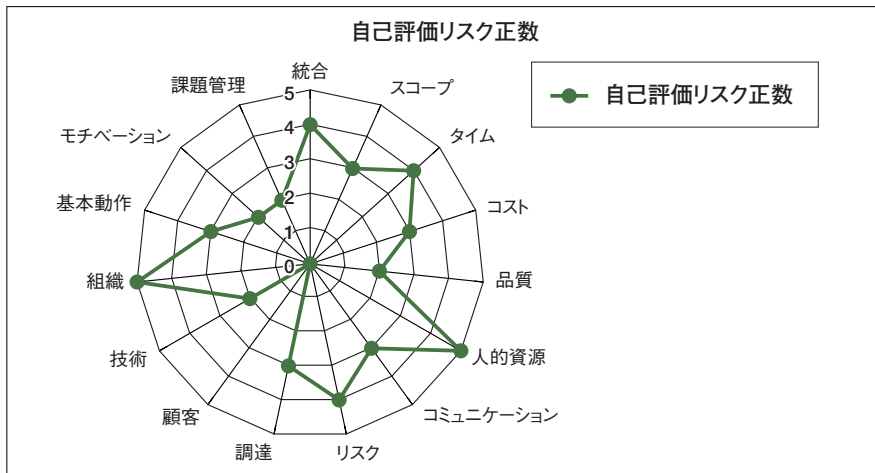 自己評価リスク正数
自己評価リスク正数
統合
スコープ
タイム
コスト
品質
人的資源
コミュニケーション
リスク
調達
顧客
技術
組織
基本動作
モチベーション
課題管理
5
4
3
2
1
0